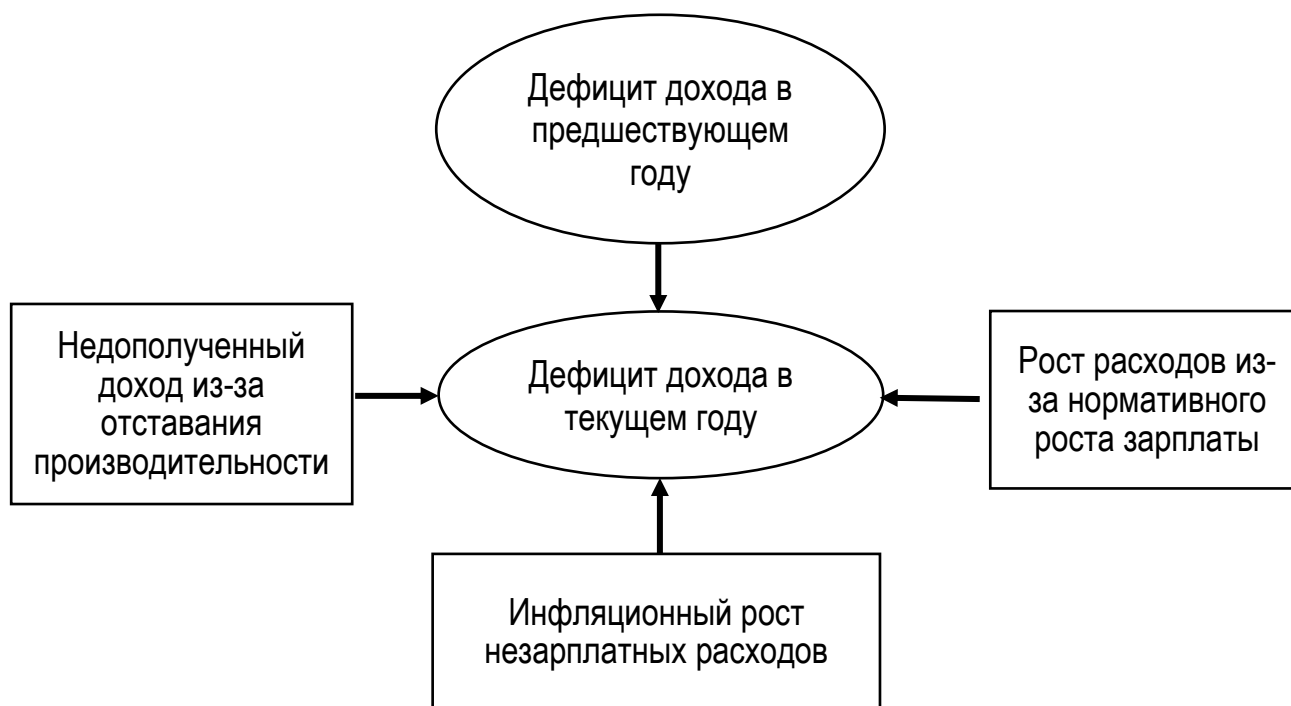 Дефицит дохода в
предшествующем
году
Недополученный
доход из-за
отставания
производительности
Дефицит дохода в
текущем году
Рост расходов из-
за нормативного
роста зарплаты
Инфляционный рост
незарплатных расходов